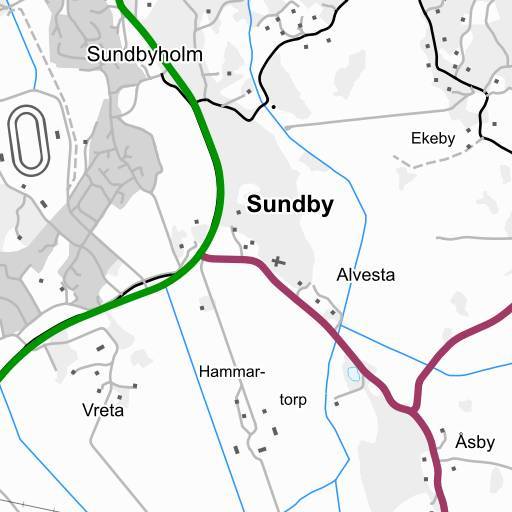 Sundbyholm
Ekeby
Sundby
Alvesta
Hammar-
torp
Vreta
Åsby